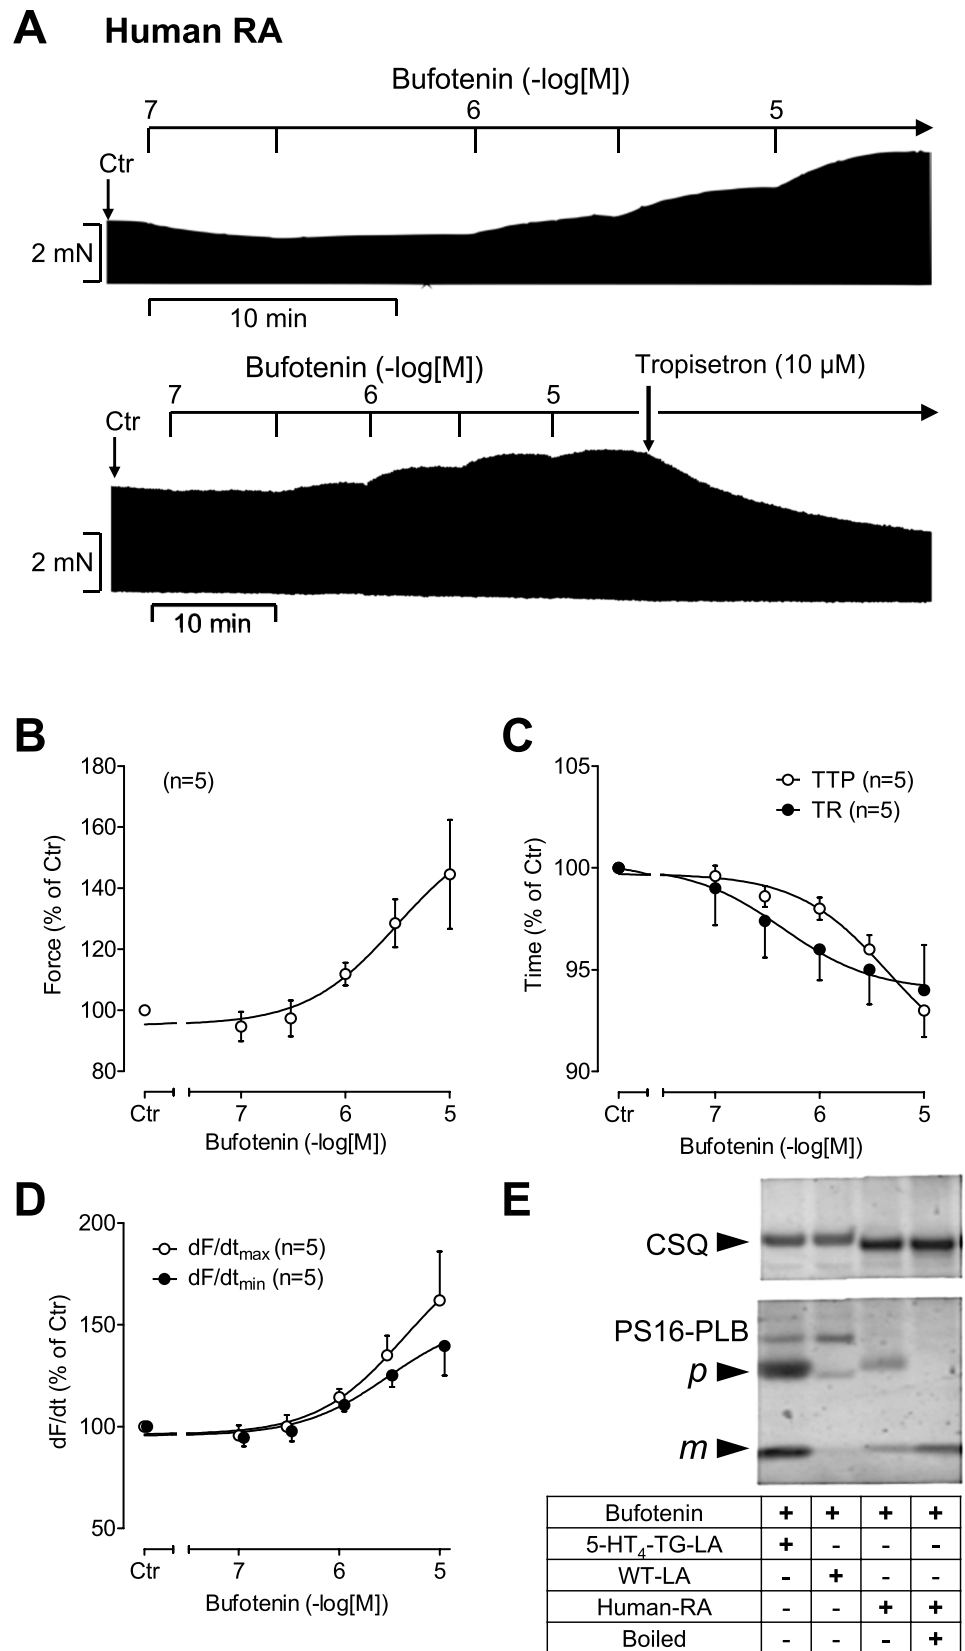 A Human RA
Bufotenin (-log[M])
7 6 5
Ctr
2 mN
10 min
Bufotenin (-log[M])
Tropisetron (10 µM)
7 6 5
Ctr
2 mN
10 min
B
180
(n=5)
160
140
120
100
80
Force (% of Ctr)
Ctr 7 6 5
Bufotenin (-log[M])
C
105
TTP (n=5)
TR (n=5)
100
95
90
Time (% of Ctr)
Ctr 7 6 5
Bufotenin (-log[M])
D
200
dF/dtmax (n=5)
dF/dtmin (n=5)
150
100
50
dF/dt (% of Ctr)
Ctr 7 6 5
Bufotenin (-log[M])
E
CSQ
PS16-PLB
p
m
Bufotenin + + + +
5-HT4-TG-LA + - - -
WT-LA - + - -
Human-RA - - + +
Boiled - - - +